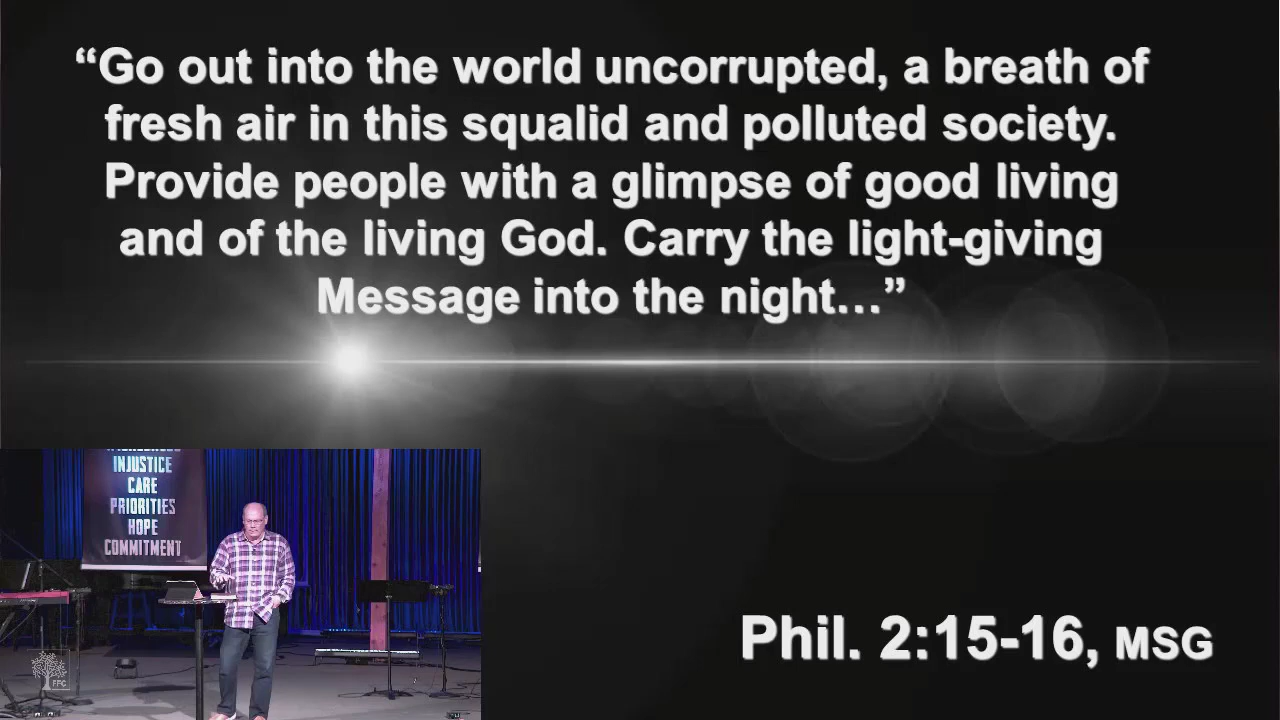 “Go out into the world uncorrupted, a breath of
fresh air in this squalid and polluted society.
Provide people with a glimpse of good living
and of the living God. Carry the light-giving
Message into the night…”
INJUSTICE
CARE
PRIORITIES
HOPE
COMMITMENT
FFC
Phil. 2:15-16, MSG